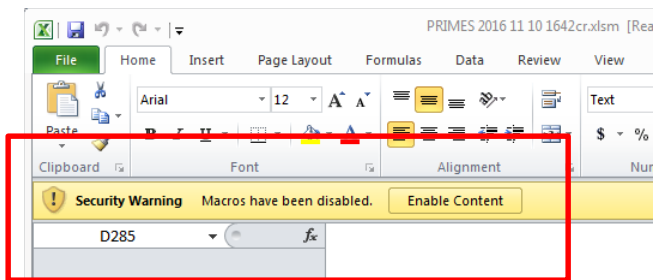 PRIMES 2016 11 10 1642cr.xlsm [Rea
File Home Insert Page Layout Formulas Data Review View
Arial 12 A A Text
Paste B I U A $ %
Clipboard Font Alignment Nur
Security Warning Macros have been disabled. Enable Content
D285 fx